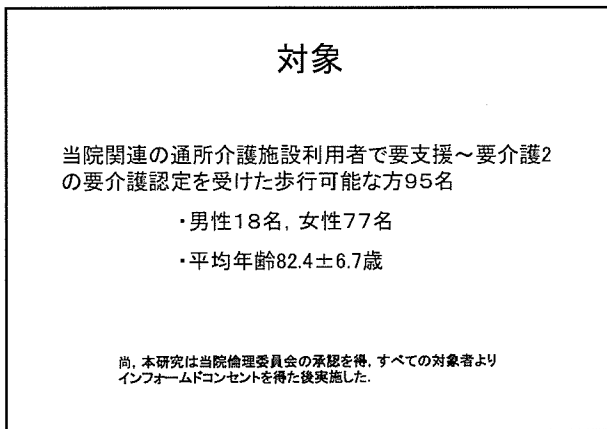 対象
当院関連の通所介護施設利用者で要支援～要介護2
の要介護認定を受けた歩行可能な方95名
・男性18名, 女性77名
・平均年齢82.4±6.7歳
尚, 本研究は当院倫理委員会の承認を得, すべての対象者より
インフォームドコンセントを得た後実施した.